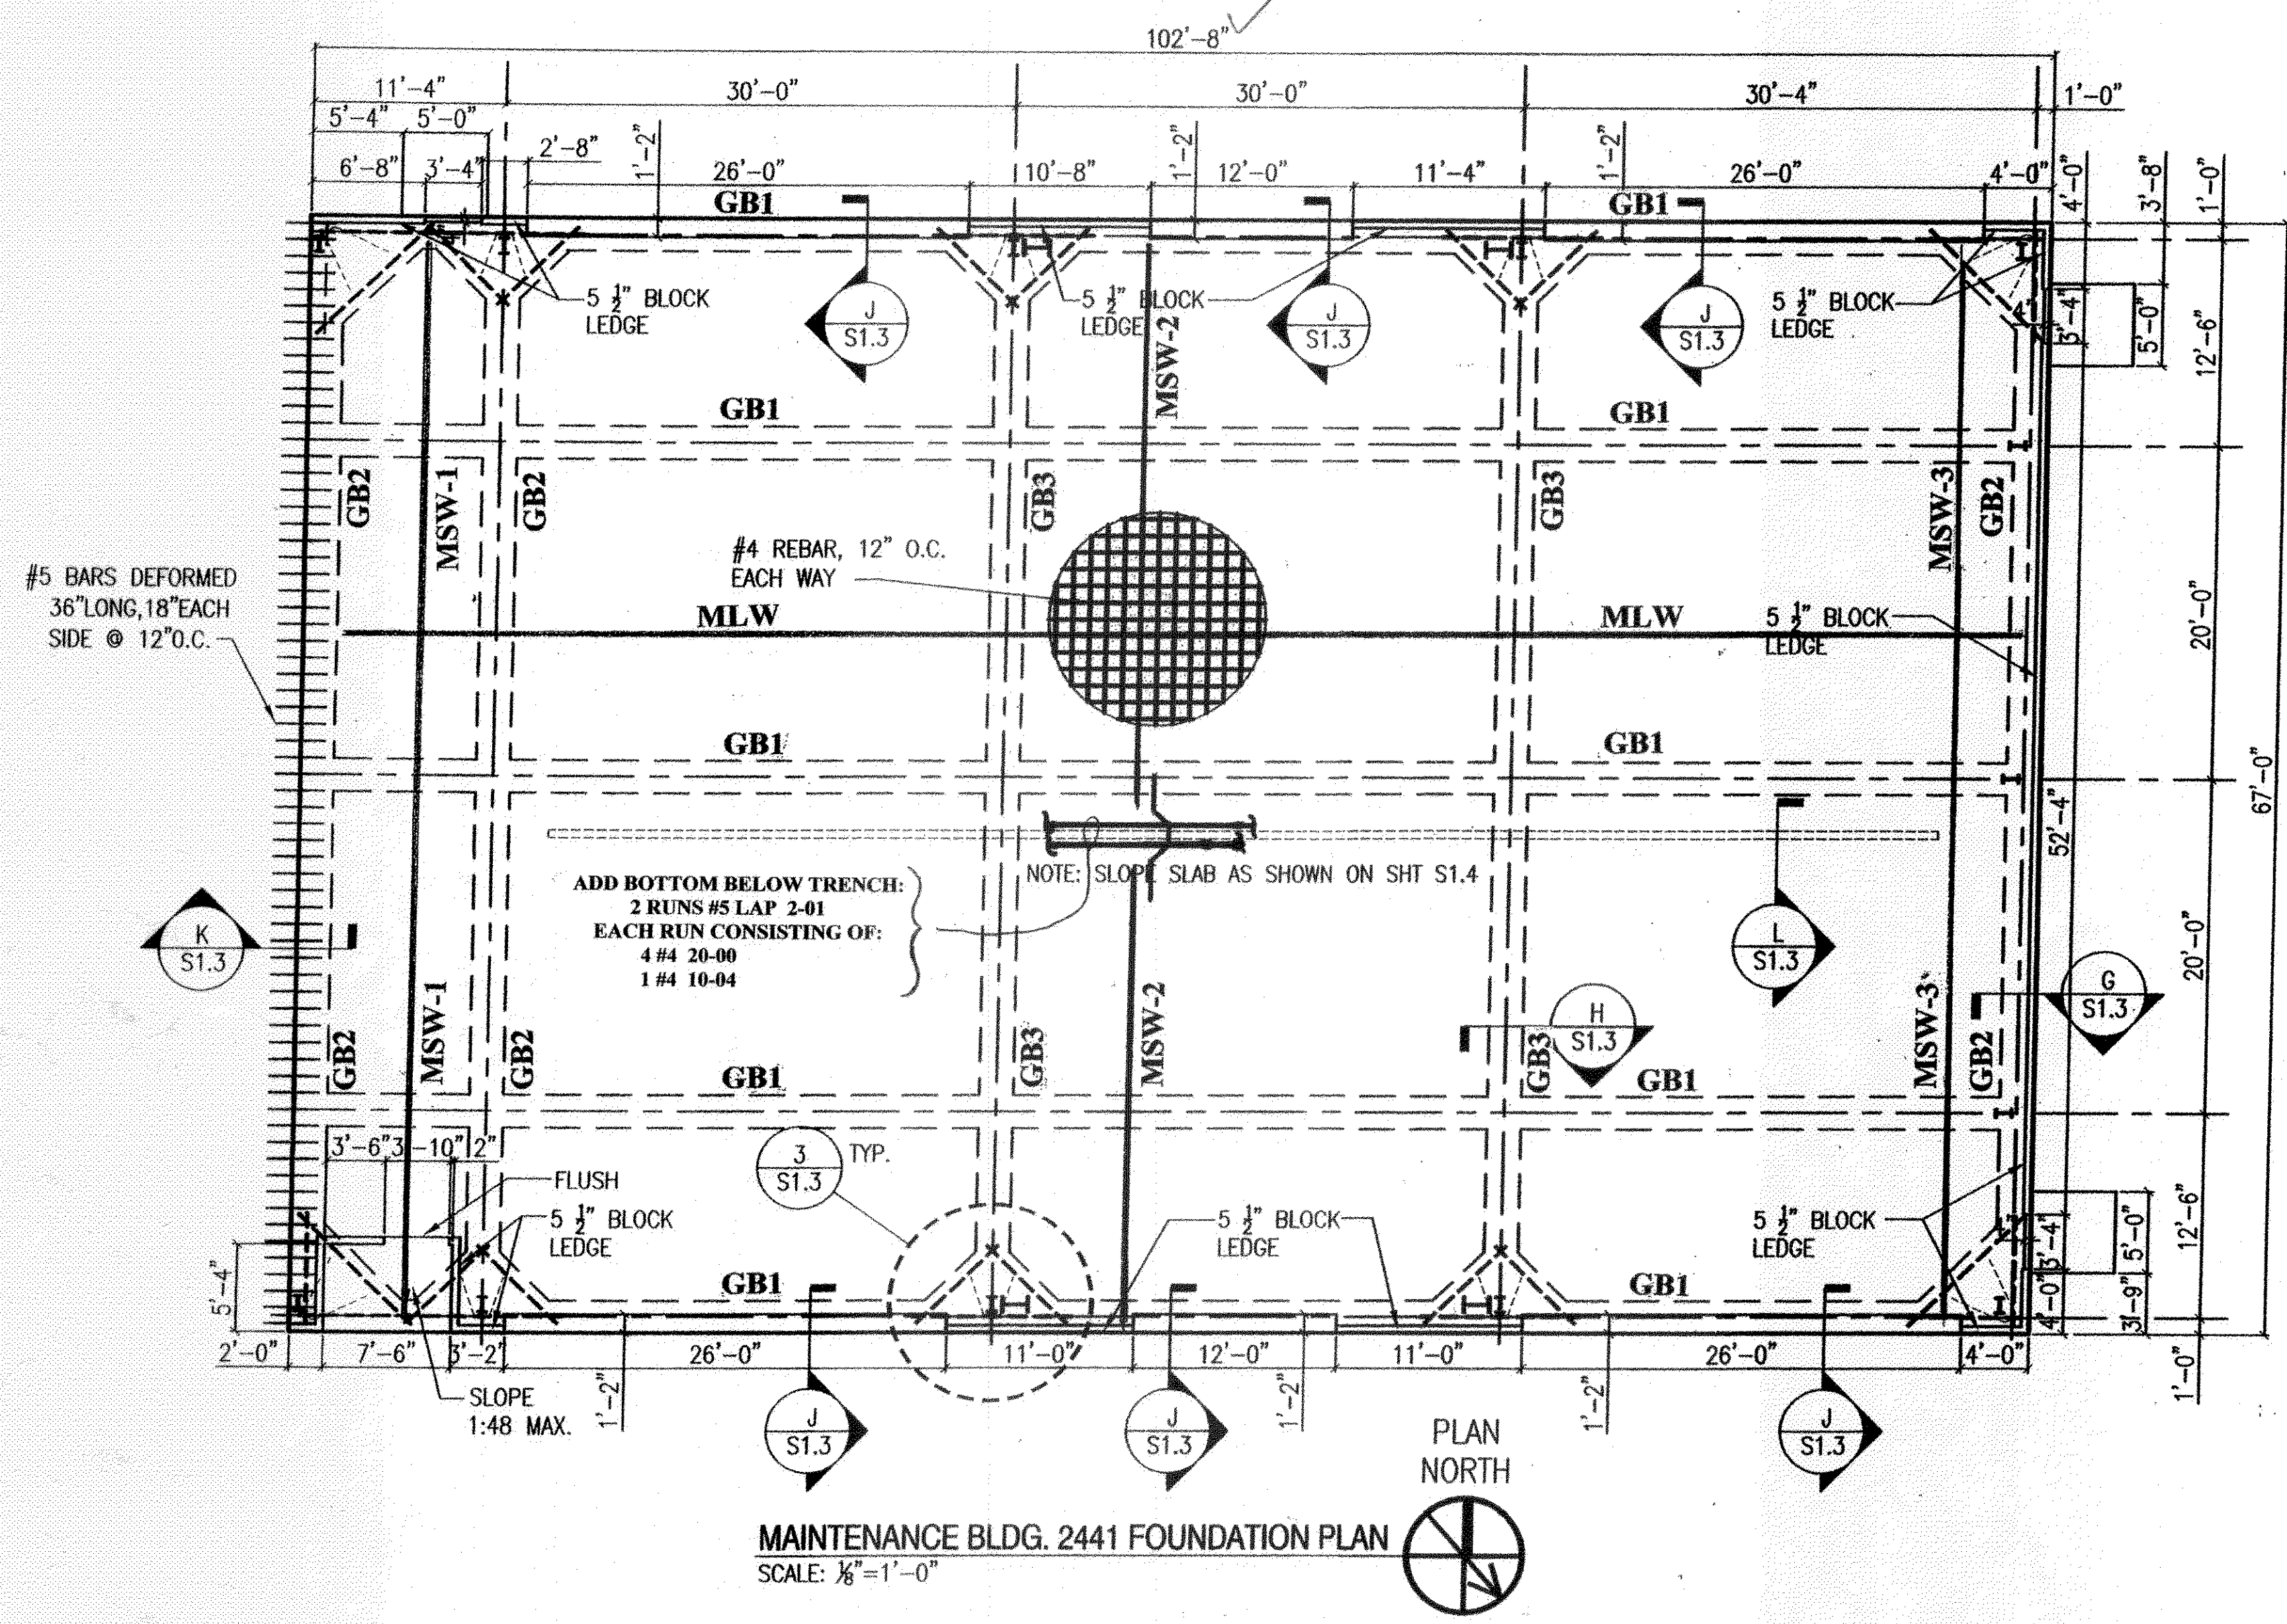 102'-8"
11'-4"
30'-0"
30'-0"
30'-4"
1'-0"
5'-4"
5'-0"
2'-8"
1'-2"
1'-2"
1'-2"
6'-8"
3'-4"
26'-0"
10'-8"
12'-0"
11'-4"
26'-0"
4'-0"
4'-0"
3'-8"
1'-0"
GB1
GB1
5 ½" BLOCK
LEDGE
J
S1.3
5 ½" BLOCK
LEDGE
MSW-2
J
S1.3
J
S1.3
5 ½" BLOCK
LEDGE
3'-4"
5'-0"
12'-6"
GB1
GB1
GB2
MSW-1
GB2
GB3
GB3
MSW-3
GB2
#4 REBAR, 12" O.C.
EACH WAY
#5 BARS DEFORMED
36"LONG,18"EACH
SIDE @ 12"O.C.
MLW
MLW
5 ½" BLOCK
LEDGE
20'-0"
GB1
GB1
52'-4"
67'-0"
NOTE: SLOPE SLAB AS SHOWN ON SHT S1.4
ADD BOTTOM BELOW TRENCH:
2 RUNS #5 LAP 2-01
EACH RUN CONSISTING OF:
4 #4 20-00
1 #4 10-04
K
S1.3
L
S1.3
20'-0"
G
S1.3
H
S1.3
GB2
MSW-1
GB2
GB3
MSW-2
GB3
MSW-3
GB2
GB1
GB1
3'-6"
3'-10"
2"
3
S1.3
TYP.
FLUSH
5 ½" BLOCK
LEDGE
5 ½" BLOCK
LEDGE
5 ½" BLOCK
LEDGE
3'-4"
5'-0"
12'-6"
5'-4"
GB1
GB1
4'-0"
3'-9"
1'-0"
2'-0"
7'-6"
3'-2"
26'-0"
11'-0"
12'-0"
11'-0"
26'-0"
4'-0"
1'-2"
1'-2"
1'-2"
SLOPE
1:48 MAX.
J
S1.3
J
S1.3
J
S1.3
PLAN
NORTH
MAINTENANCE BLDG. 2441 FOUNDATION PLAN
SCALE: ⅛"=1'-0"